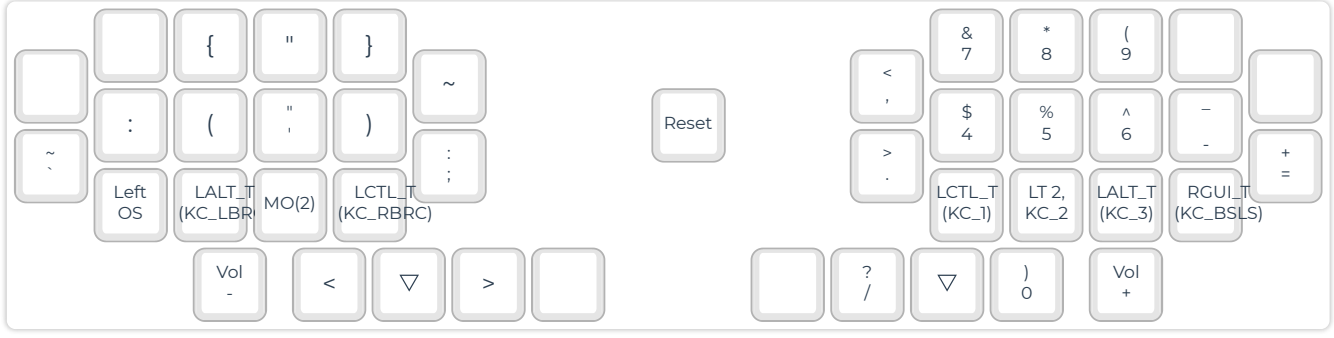 { " }
~
: ( "
' )
~
`
:
;
Left
OS
LALT_T
(KC_LBR
MO(2)
LCTL_T
(KC_RBRC)
Vol
-
< ▽ >
Reset
&
7
*
8
(
9
<
,
$
4
%
5
^
6
_
-
>
.
+
=
LCTL_T
(KC_1)
LT 2,
KC_2
LALT_T
(KC_3)
RGUI_T
(KC_BSLS)
?
/
▽
)
0
Vol
+